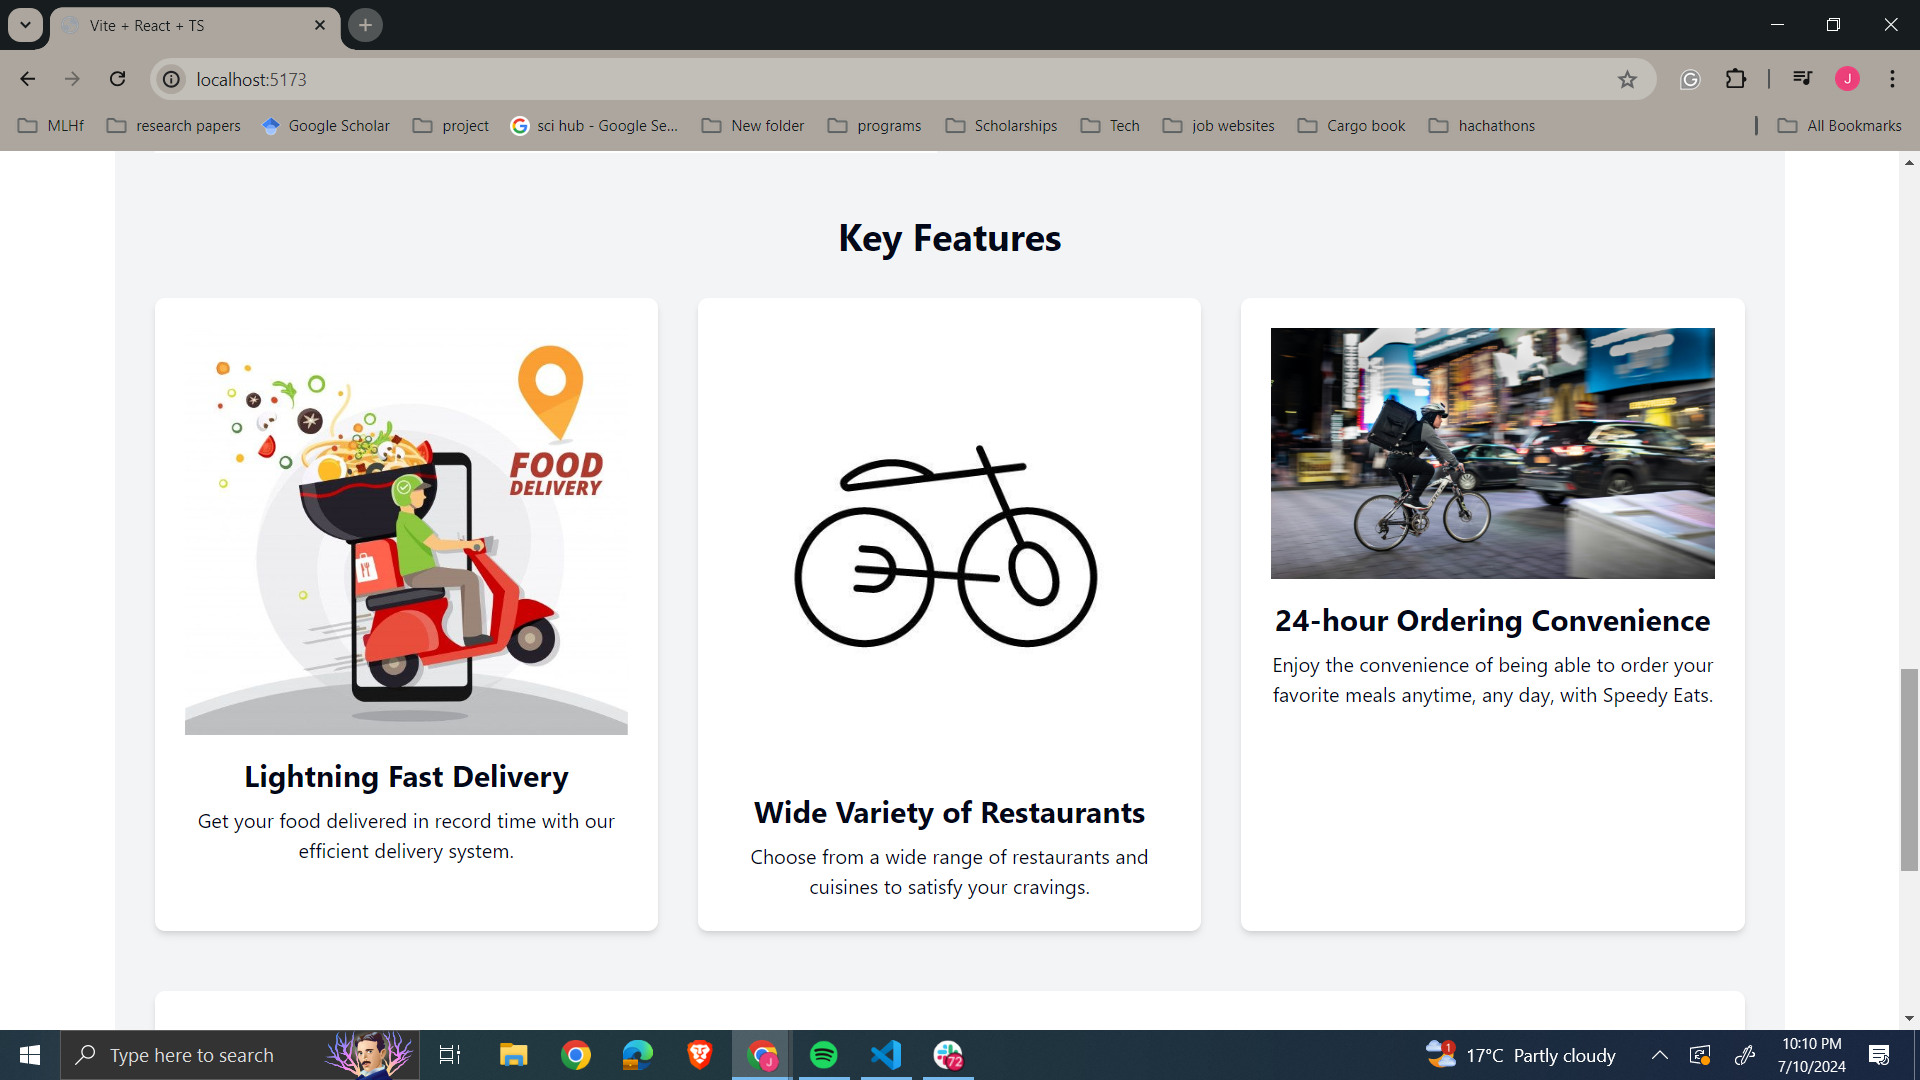 Vite + React + TS
localhost:5173
MLHf
research papers
Google Scholar
project
sci hub - Google Se...
New folder
programs
Scholarships
Tech
job websites
Cargo book
hachathons
All Bookmarks
J
Key Features
FOOD
DELIVERY
Lightning Fast Delivery
Get your food delivered in record time with our
efficient delivery system.
Wide Variety of Restaurants
Choose from a wide range of restaurants and
cuisines to satisfy your cravings.
24-hour Ordering Convenience
Enjoy the convenience of being able to order your
favorite meals anytime, any day, with Speedy Eats.
Type here to search
J
72
1
17°C Partly cloudy
10:10 PM
7/10/2024